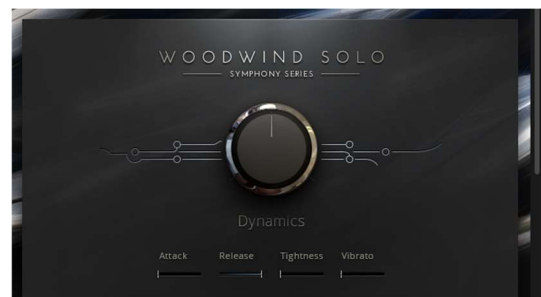 WOODWIND SOLO
SYMPHONY SERIES
Dynamics
Attack Release Tightness Vibrato